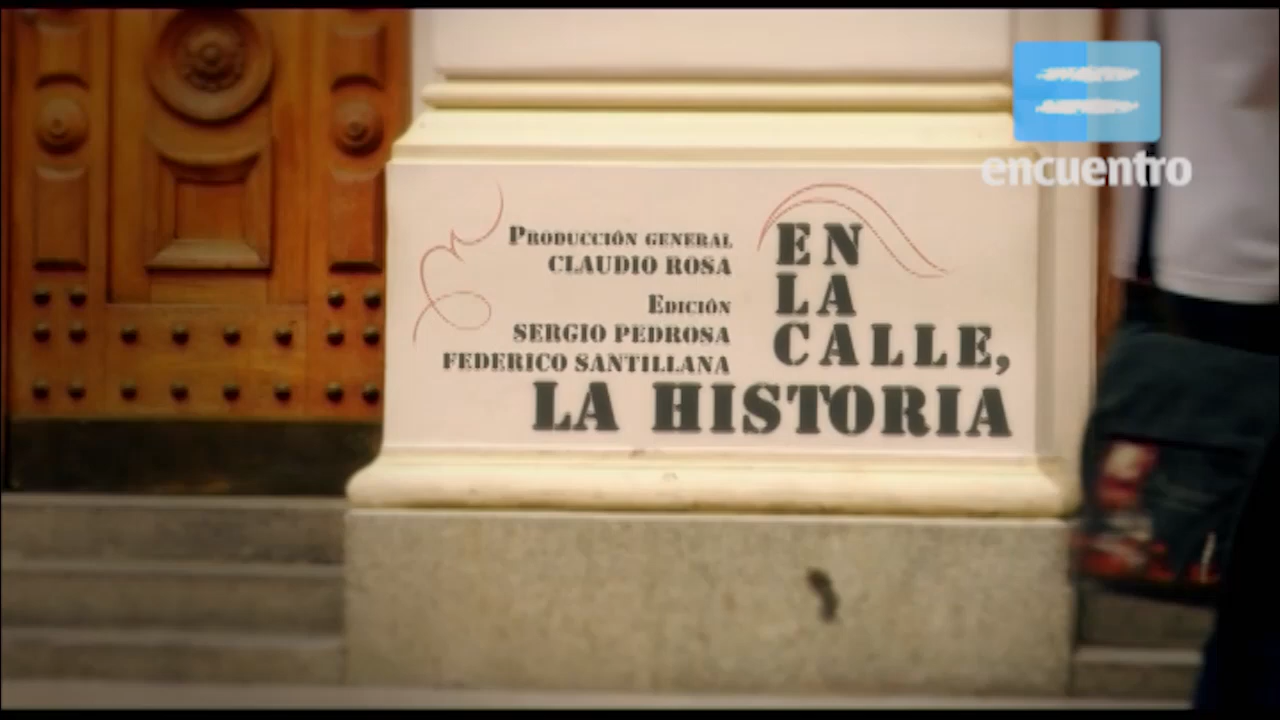 encuentro
PRODUCCIÓN GENERAL
CLAUDIO ROSA
EDICIÓN
SERGIO PEDROSA
FEDERICO SANTILLANA
EN
LA
CALLE,
LA HISTORIA